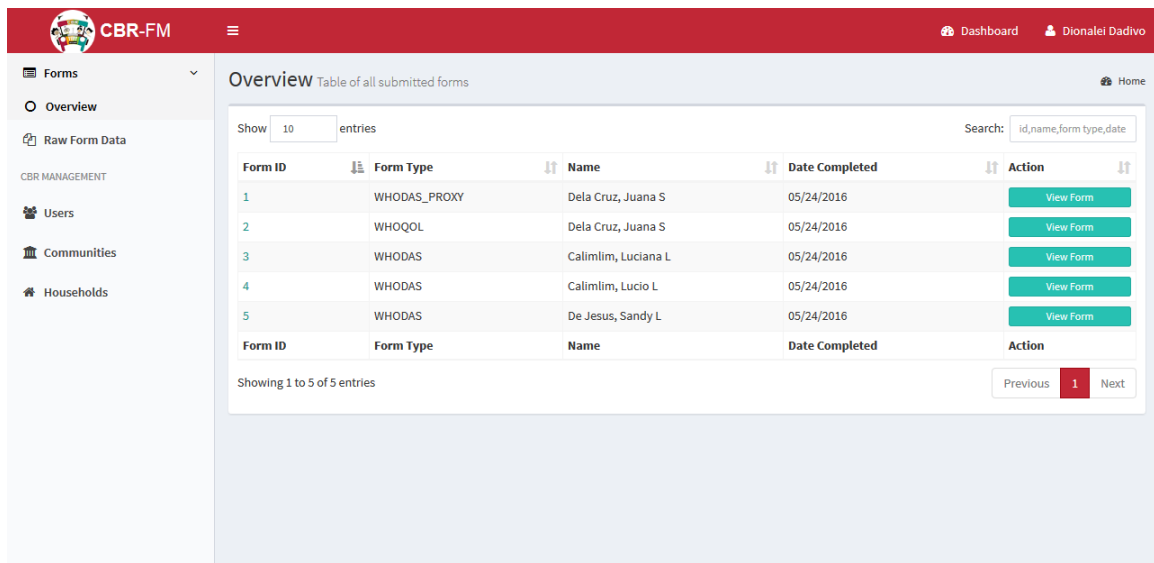 CBR-FM
Dashboard
Dionalei Dadivo
Forms
Overview
Raw Form Data
CBR MANAGEMENT
Users
Communities
Households
Overview Table of all submitted forms
Home
Show 10 entries
Search: id,name,form type,date
Form ID Form Type Name Date Completed Action
1 WHODAS_PROXY Dela Cruz, Juana S 05/24/2016 View Form
2 WHOQOL Dela Cruz, Juana S 05/24/2016 View Form
3 WHODAS Calimlim, Luciana L 05/24/2016 View Form
4 WHODAS Calimlim, Lucio L 05/24/2016 View Form
5 WHODAS De Jesus, Sandy L 05/24/2016 View Form
Form ID Form Type Name Date Completed Action
Showing 1 to 5 of 5 entries
Previous 1 Next